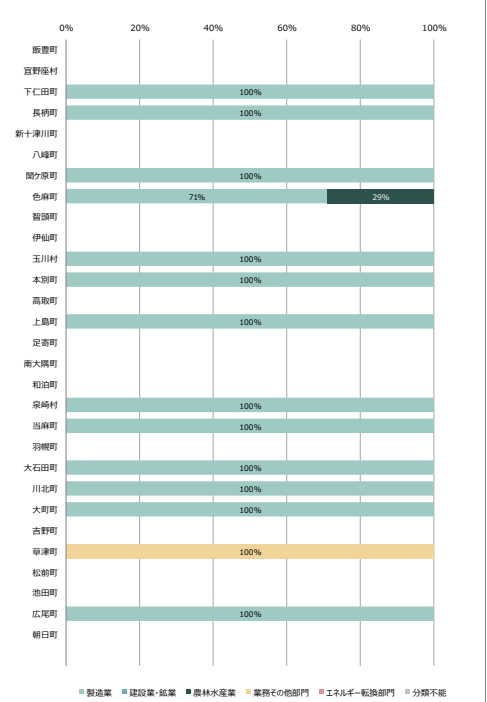 0% 20% 40% 60% 80% 100%
飯豊町
宜野座村
下仁田町 100%
長柄町 100%
新十津川町
八峰町
関ケ原町 100%
色麻町 71% 29%
智頭町
伊仙町
玉川村 100%
本別町 100%
高取町
上島町 100%
足寄町
南大隅町
和泊町
泉崎村 100%
当麻町 100%
羽幌町
大石田町 100%
川北町 100%
大町町 100%
吉野町
草津町 100%
松前町
池田町
広尾町 100%
朝日町
製造業 建設業・鉱業 農林水産業 業務その他部門 エネルギー転換部門 分類不能